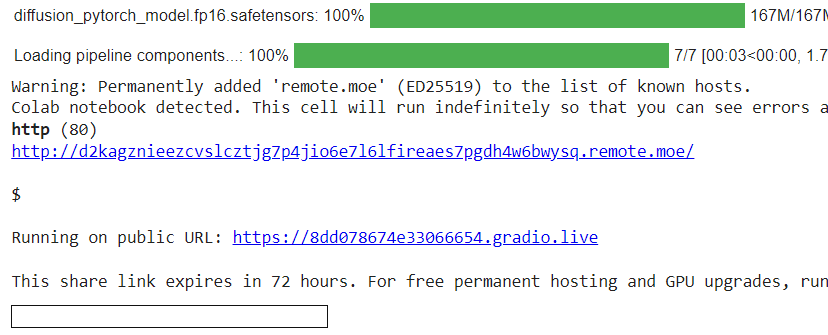 diffusion_pytorch_model.fp16.safetensors: 100% 167M/167M
Loading pipeline components...: 100% 7/7 [00:03<00:00, 1.7
Warning: Permanently added 'remote.moe' (ED25519) to the list of known hosts.
Colab notebook detected. This cell will run indefinitely so that you can see errors a
http (80)
http://d2kagznieezcvslcztjg7p4jio6e7l6lfireaes7pgdh4w6bwysq.remote.moe/
$
Running on public URL: https://8dd078674e33066654.gradio.live
This share link expires in 72 hours. For free permanent hosting and GPU upgrades, run